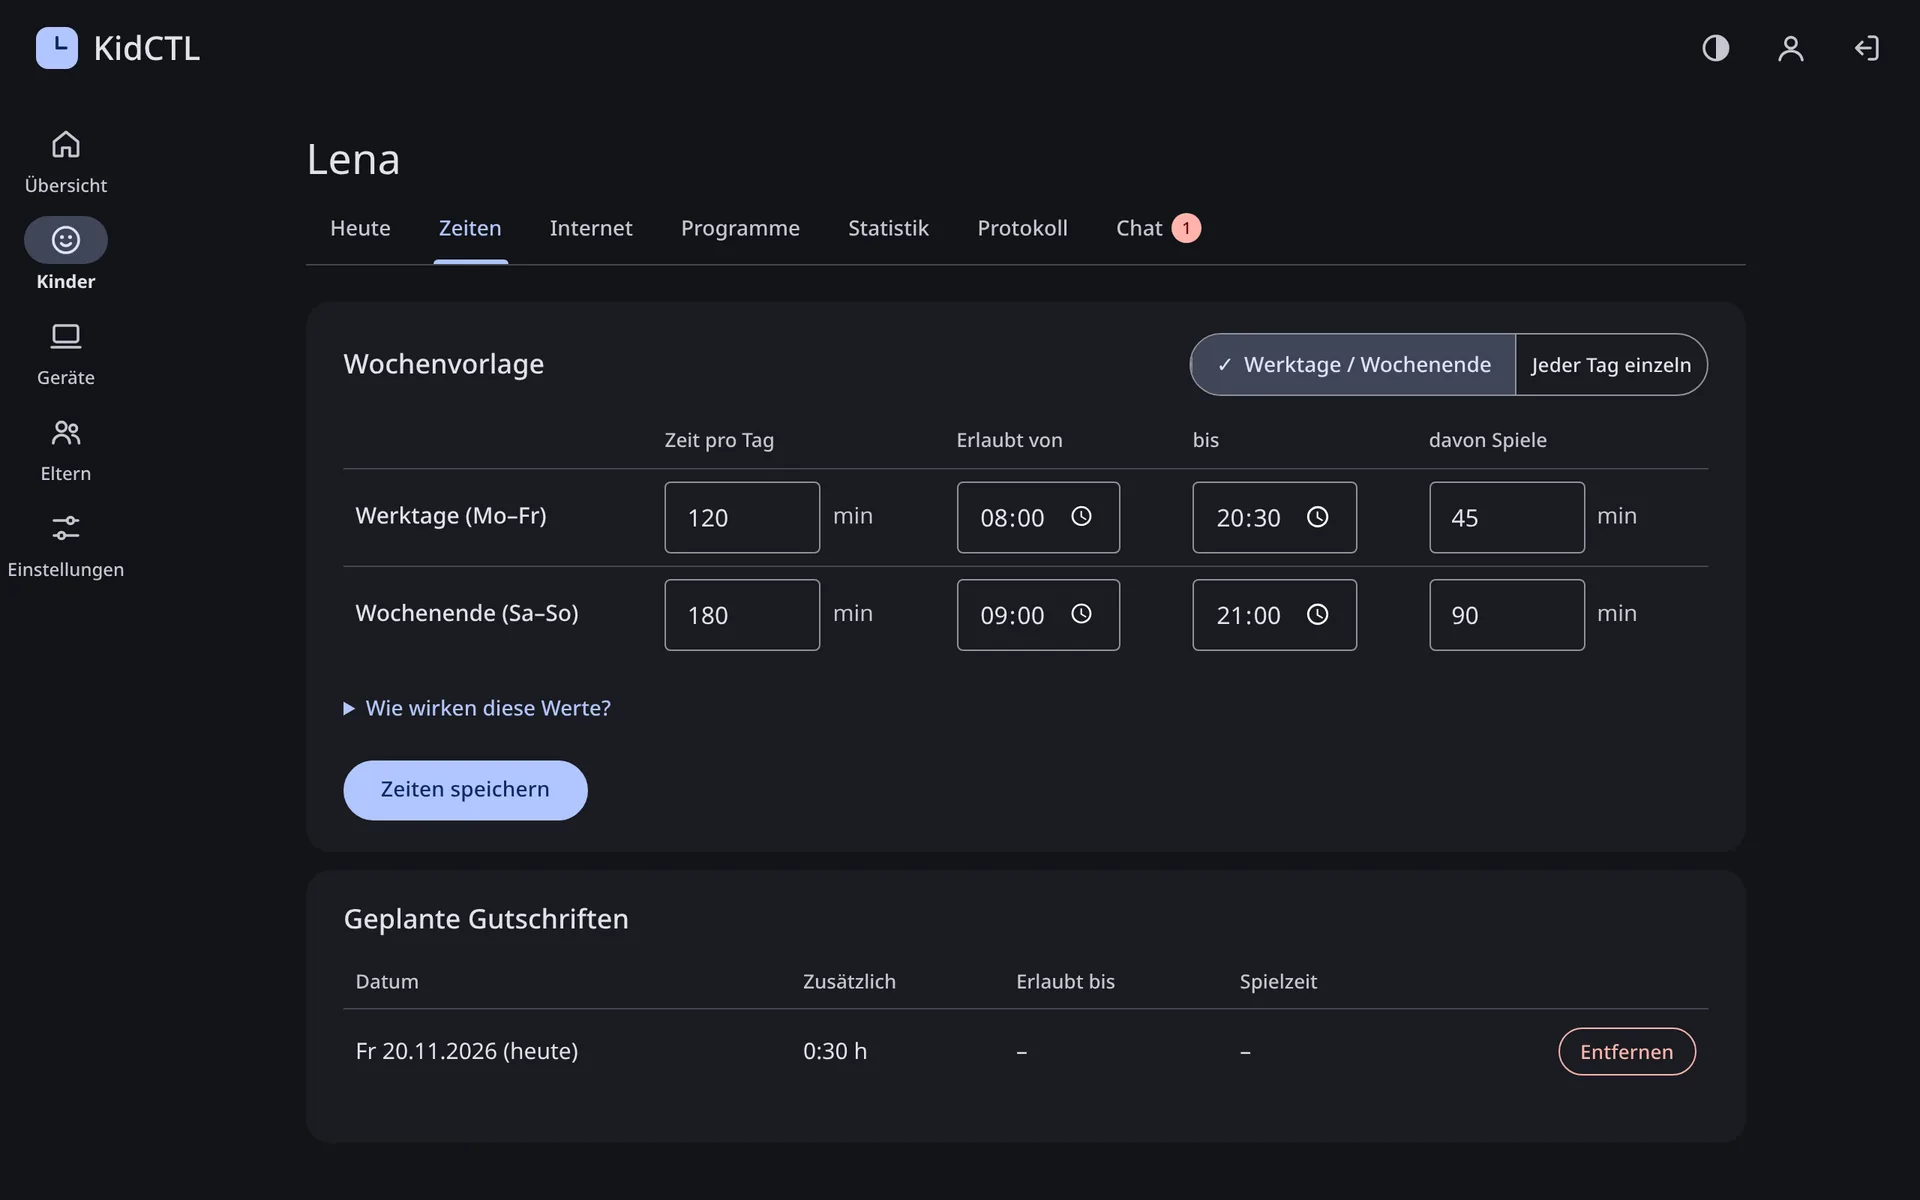 KidCTL
Übersicht
Kinder
Geräte
Eltern
Einstellungen
Lena
Heute Zeiten Internet Programme Statistik Protokoll Chat 1
Wochenvorlage ✓ Werktage / Wochenende Jeder Tag einzeln
Zeit pro Tag Erlaubt von bis davon Spiele
Werktage (Mo–Fr) 120 min 08:00 20:30 45 min
Wochenende (Sa–So) 180 min 09:00 21:00 90 min
Wie wirken diese Werte?
Zeiten speichern
Geplante Gutschriften
Datum Zusätzlich Erlaubt bis Spielzeit
Fr 20.11.2026 (heute) 0:30 h – – Entfernen